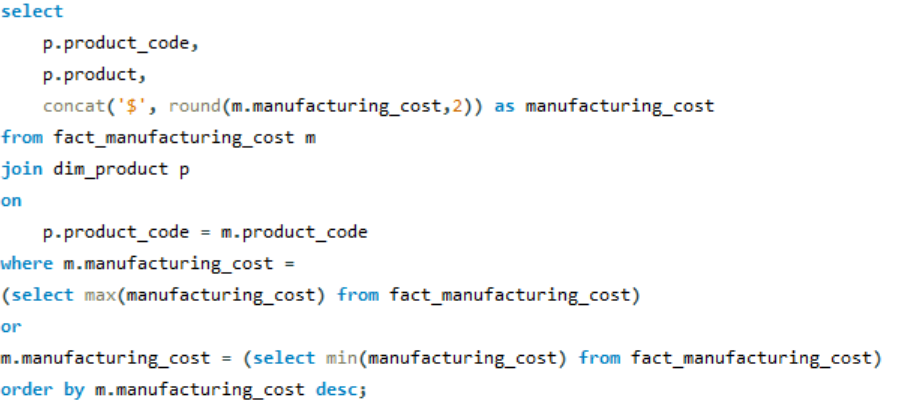 select
p.product_code,
p.product,
concat('$', round(m.manufacturing_cost,2)) as manufacturing_cost
from fact_manufacturing_cost m
join dim_product p
on
p.product_code = m.product_code
where m.manufacturing_cost =
(select max(manufacturing_cost) from fact_manufacturing_cost)
or
m.manufacturing_cost = (select min(manufacturing_cost) from fact_manufacturing_cost)
order by m.manufacturing_cost desc;